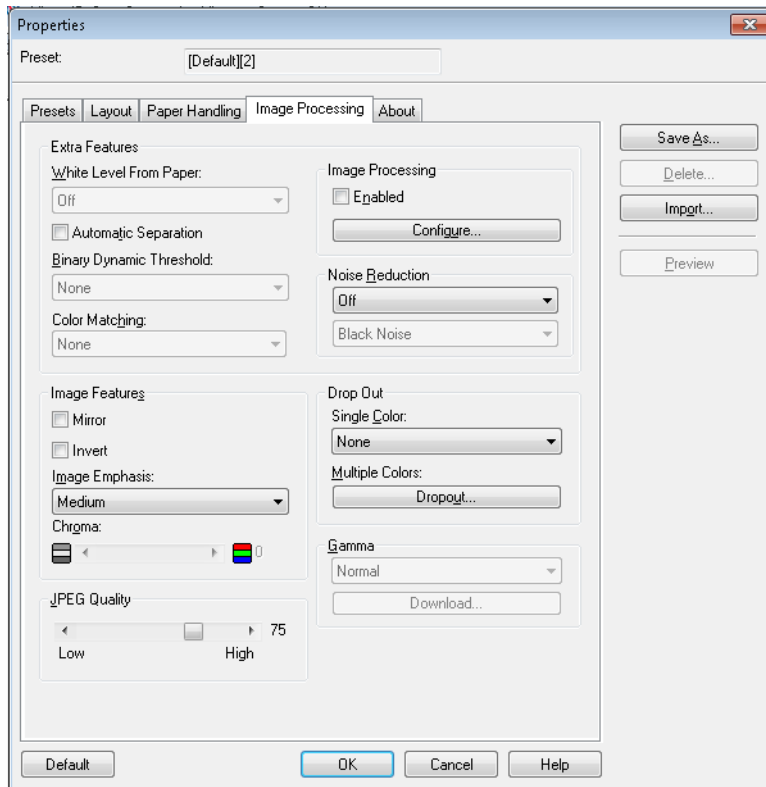 Properties
Preset:
[Default][2]
Presets
Layout
Paper Handling
Image Processing
About
Save As...
Delete...
Import...
Preview
Extra Features
White Level From Paper:
Off
Automatic Separation
Binary Dynamic Threshold:
None
Color Matching:
None
Image Processing
Enabled
Configure...
Noise Reduction
Off
Black Noise
Image Features
Mirror
Invert
Image Emphasis:
Medium
Chroma:
0
JPEG Quality
75
Low
High
Drop Out
Single Color:
None
Multiple Colors:
Dropout...
Gamma
Normal
Download...
Default
OK
Cancel
Help